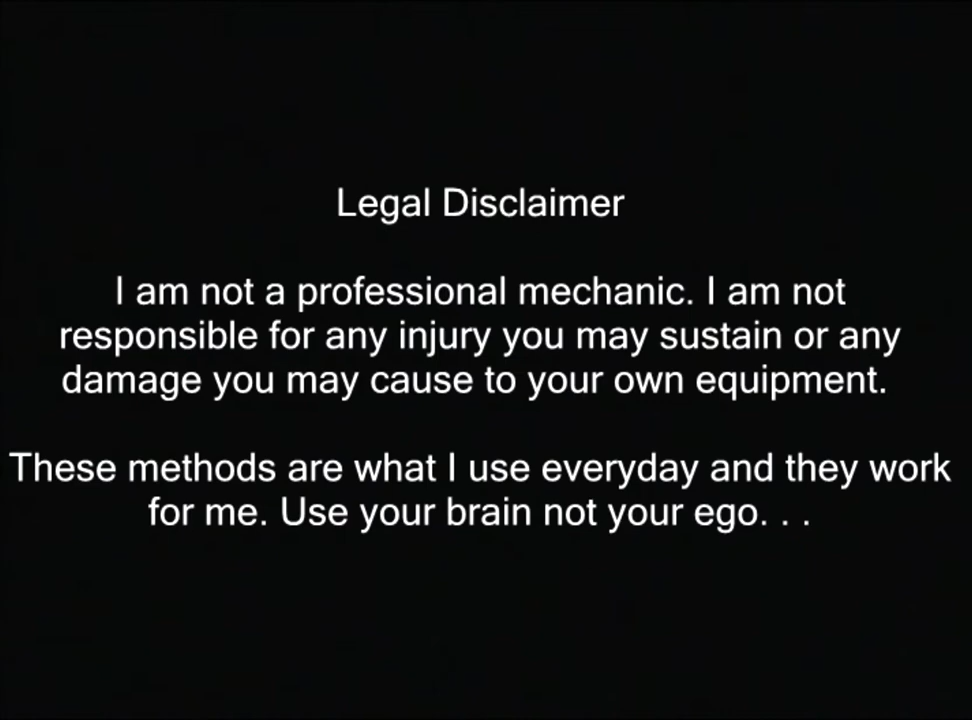 Legal Disclaimer
I am not a professional mechanic. I am not
responsible for any injury you may sustain or any
damage you may cause to your own equipment.
These methods are what I use everyday and they work
for me. Use your brain not your ego. . .